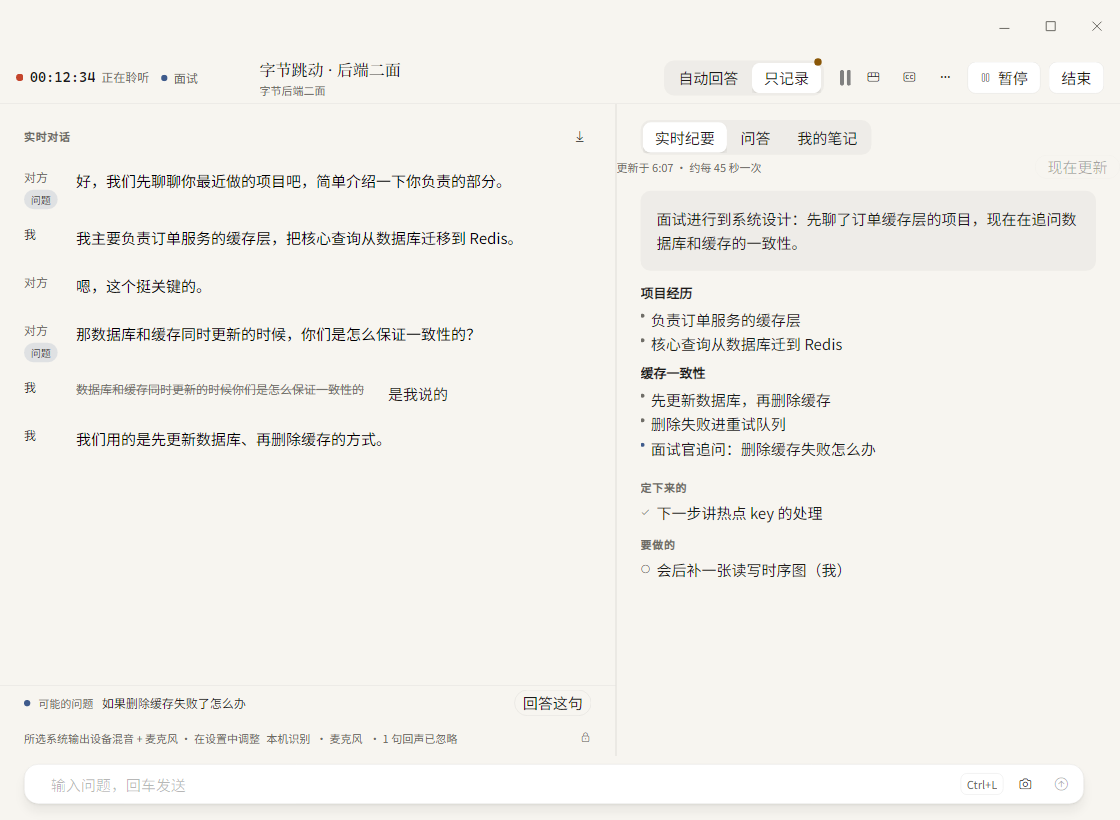 00:12:34 正在聆听 面试
字节跳动 · 后端二面
字节后端二面
自动回答 只记录
CC
暂停 结束
实时对话
对方
问题
好，我们先聊聊你最近做的项目吧，简单介绍一下你负责的部分。
我
我主要负责订单服务的缓存层，把核心查询从数据库迁移到 Redis。
对方
嗯，这个挺关键的。
对方
问题
那数据库和缓存同时更新的时候，你们是怎么保证一致性的？
我
数据库和缓存同时更新的时候你们是怎么保证一致性的 是我说的
我
我们用的是先更新数据库、再删除缓存的方式。
可能的问题 如果删除缓存失败了怎么办
回答这句
所选系统输出设备混音 + 麦克风 · 在设置中调整 本机识别 · 麦克风 · 1 句回声已忽略
实时纪要 问答 我的笔记
更新于 6:07 · 约每 45 秒一次
现在更新
面试进行到系统设计：先聊了订单缓存层的项目，现在在追问数
据库和缓存的一致性。
项目经历
负责订单服务的缓存层
核心查询从数据库迁到 Redis
缓存一致性
先更新数据库，再删除缓存
删除失败进重试队列
面试官追问：删除缓存失败怎么办
定下来的
下一步讲热点 key 的处理
要做的
会后补一张读写时序图（我）
输入问题，回车发送
Ctrl+L